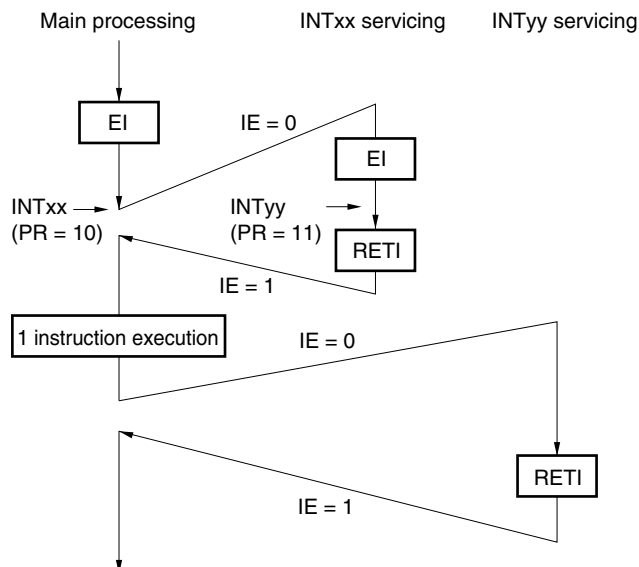 Main processing
INTxx servicing
INTyy servicing
EI
IE = 0
EI
INTxx
(PR = 10)
INTyy
(PR = 11)
RETI
IE = 1
1 instruction execution
IE = 0
RETI
IE = 1